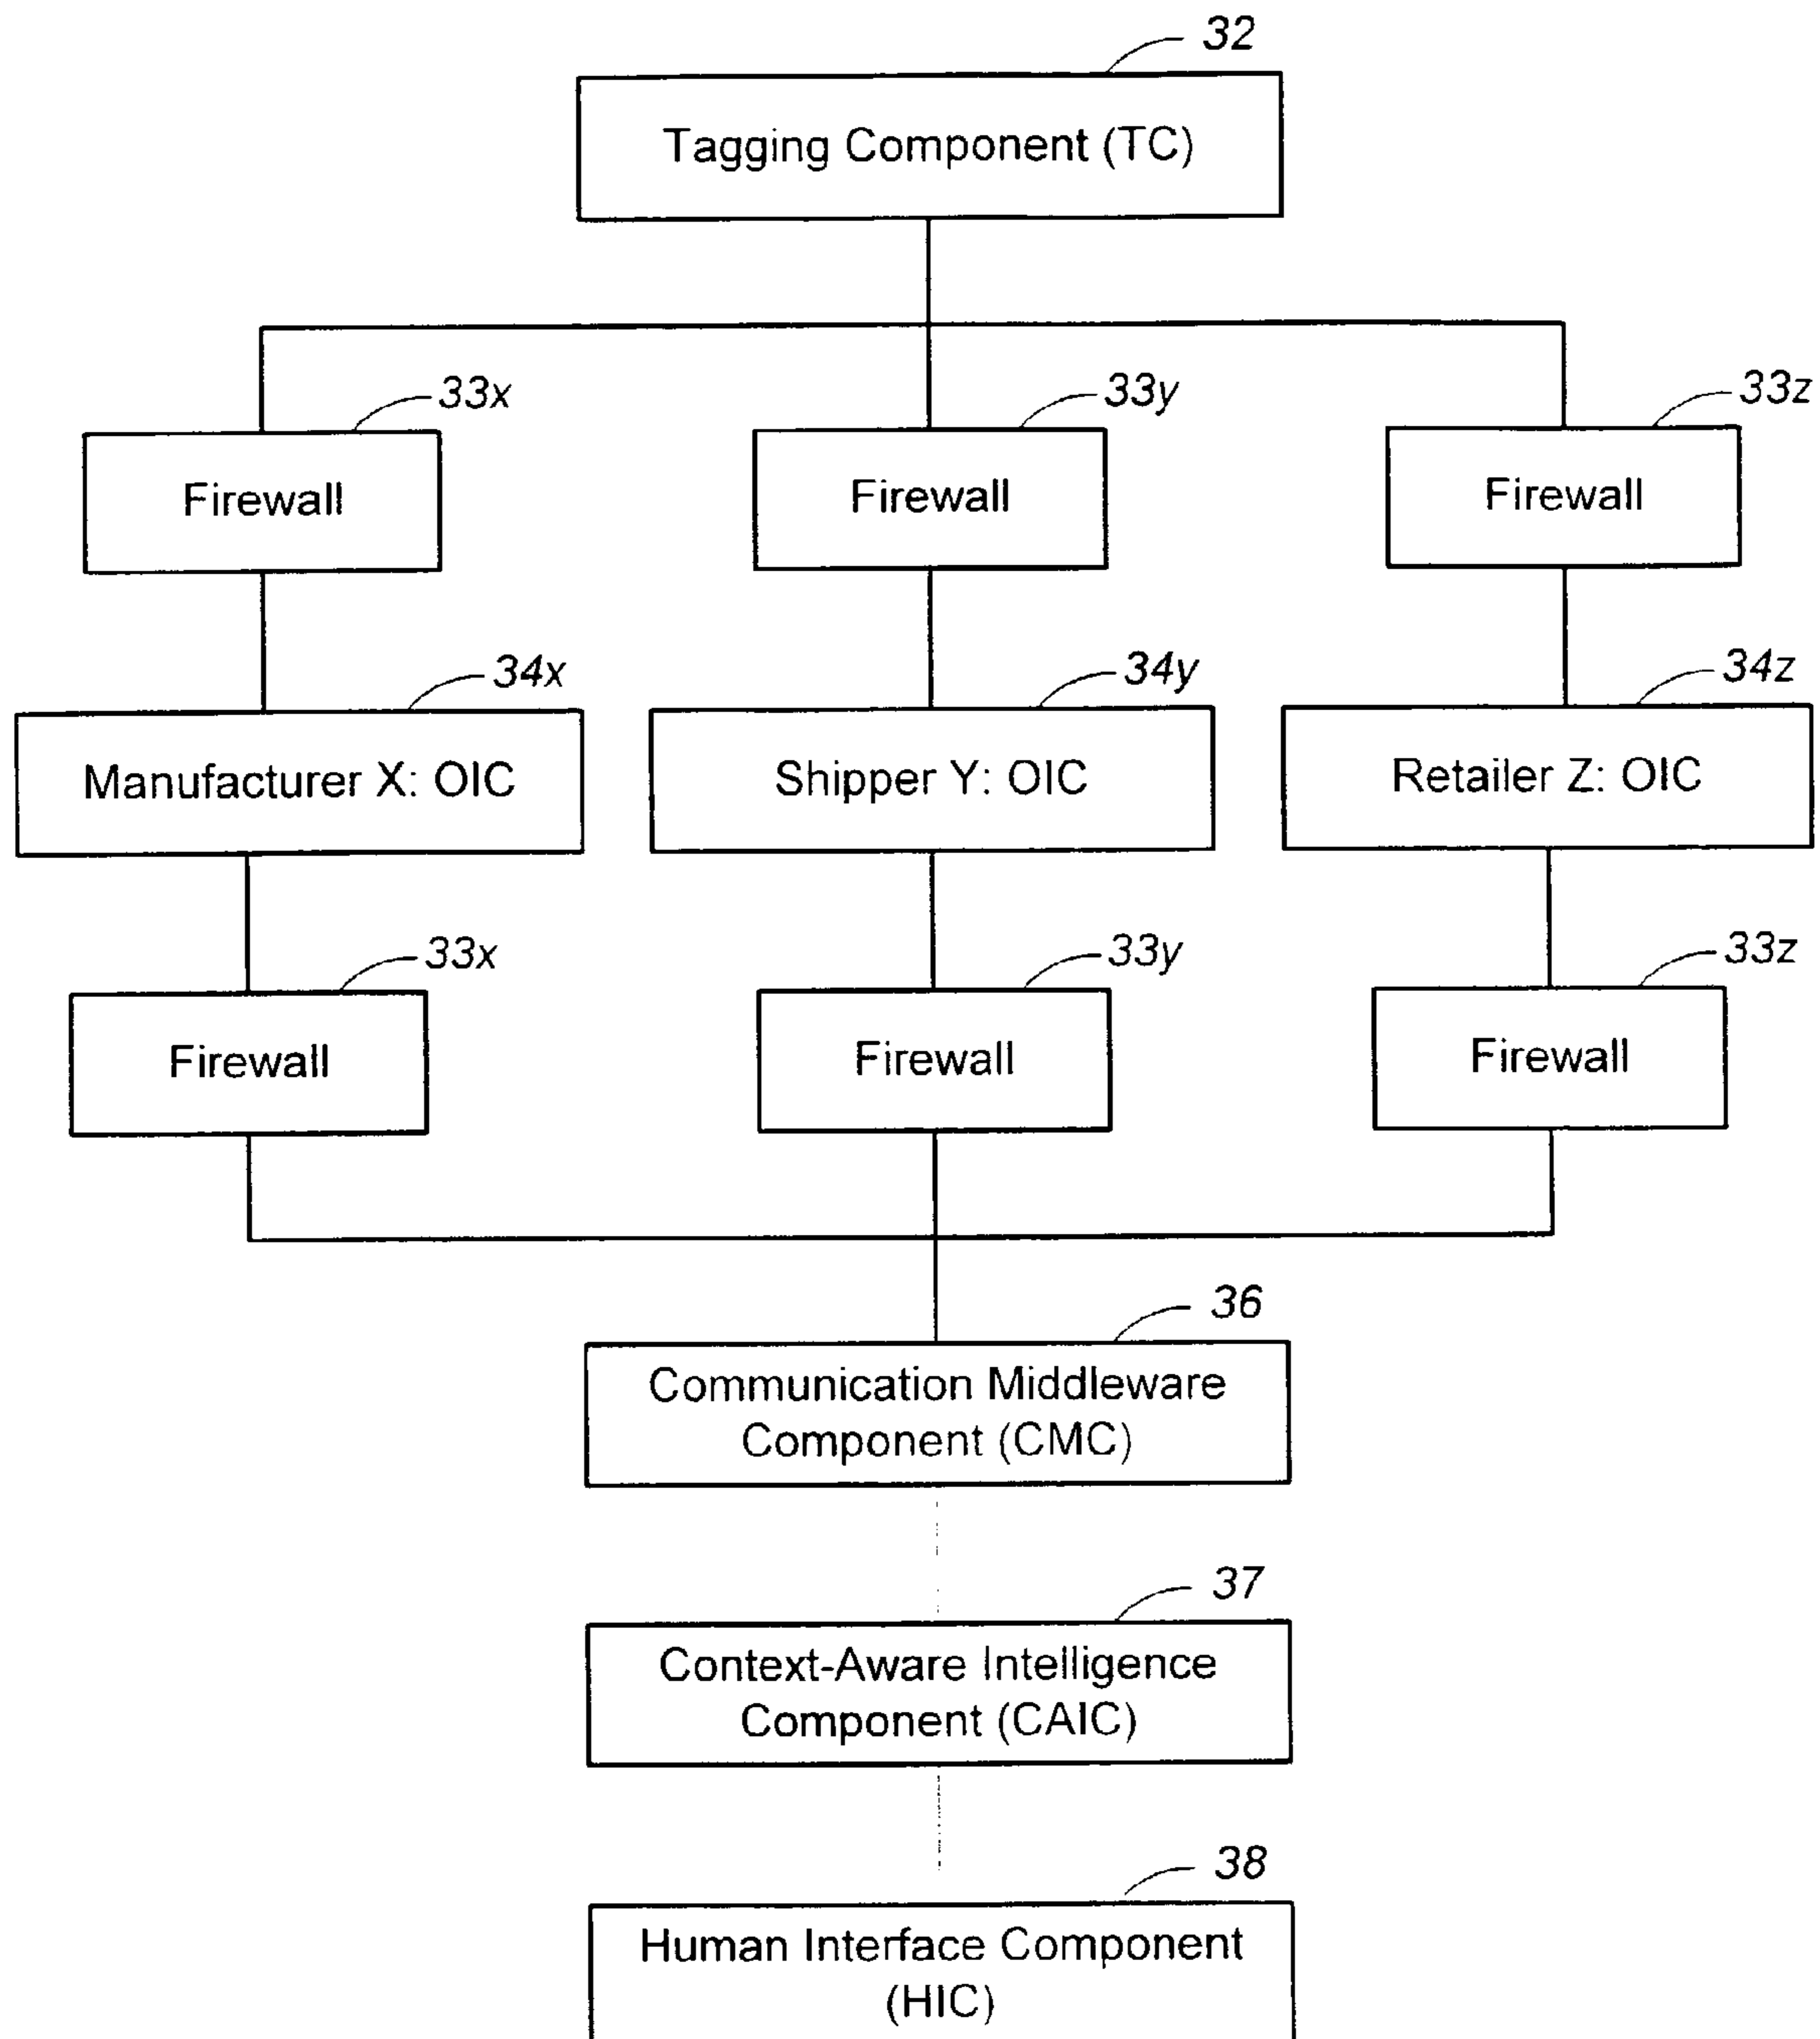 32
Tagging Component (TC)
33x
33y
33z
Firewall
Firewall
Firewall
34x
34y
34z
Manufacturer X: OIC
Shipper Y: OIC
Retailer Z: OIC
33x
33y
33z
Firewall
Firewall
Firewall
36
Communication Middleware
Component (CMC)
37
Context-Aware Intelligence
Component (CAIC)
38
Human Interface Component
(HIC)